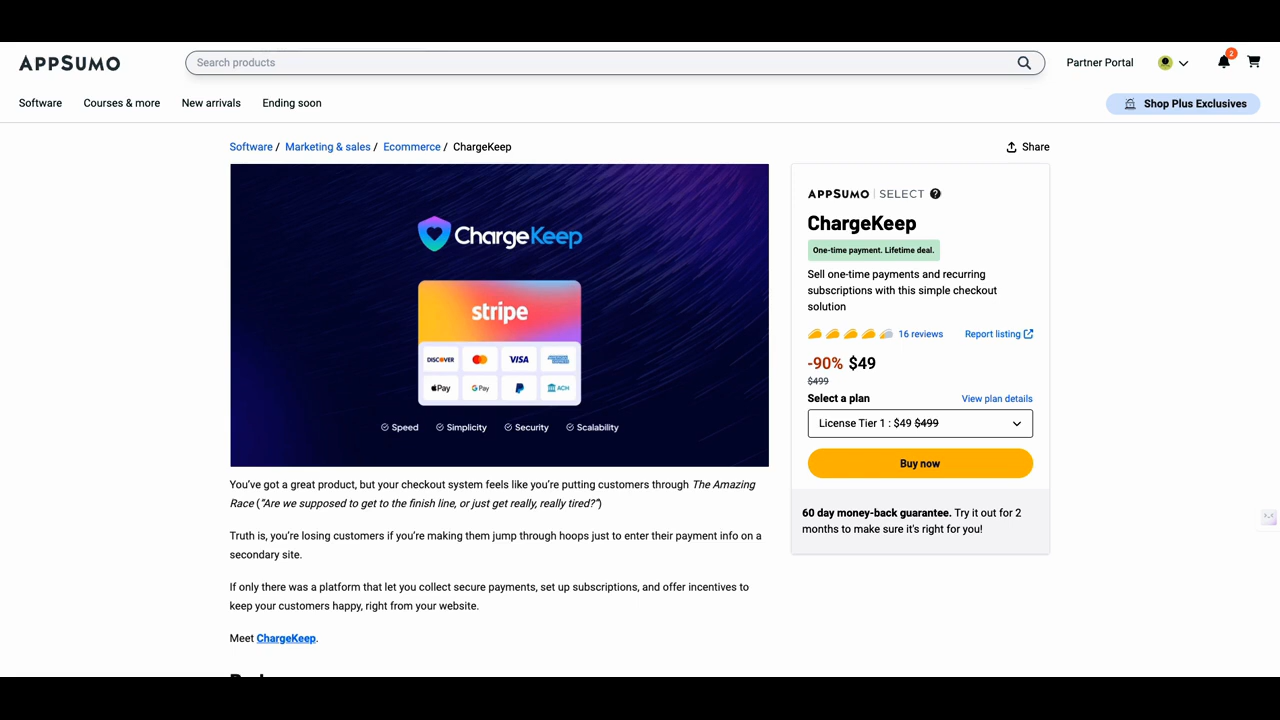 APPSUMO
Search products
Partner Portal
2
Software
Courses & more
New arrivals
Ending soon
Shop Plus Exclusives
Software / Marketing & sales / Ecommerce / ChargeKeep
Share
ChargeKeep
stripe
DISCOVER
VISA
Pay
G Pay
ACH
Speed
Simplicity
Security
Scalability
You've got a great product, but your checkout system feels like you're putting customers through The Amazing
Race ("Are we supposed to get to the finish line, or just get really, really tired?")
Truth is, you're losing customers if you're making them jump through hoops just to enter their payment info on a
secondary site.
If only there was a platform that let you collect secure payments, set up subscriptions, and offer incentives to
keep your customers happy, right from your website.
Meet ChargeKeep.
APPSUMO | SELECT ?
ChargeKeep
One-time payment. Lifetime deal.
Sell one-time payments and recurring
subscriptions with this simple checkout
solution
16 reviews
Report listing
-90% $49
$499
Select a plan
View plan details
License Tier 1 : $49 $499
Buy now
60 day money-back guarantee. Try it out for 2
months to make sure it's right for you!